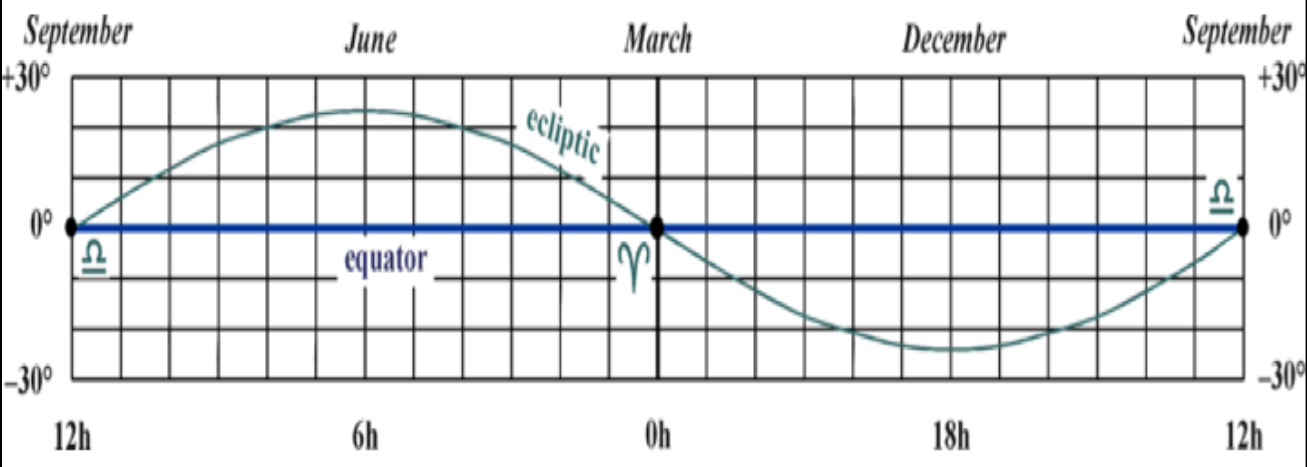 September June March December September
+30° +30°
ecliptic
♎
0° 0°
♎ equator ♈
–30° –30°
12h 6h 0h 18h 12h